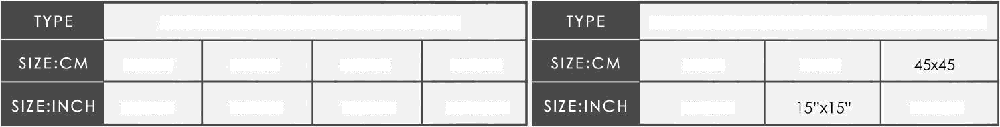 TYPE
SIZE:CM
SIZE:INCH
TYPE
SIZE:CM 45x45
SIZE:INCH 15”x15”